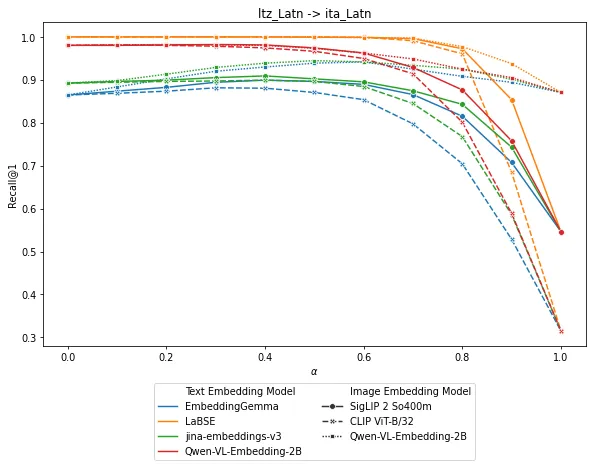 ltz_Latn -> ita_Latn
Recall@1
1.0
0.9
0.8
0.7
0.6
0.5
0.4
0.3
0.0 0.2 0.4 0.6 0.8 1.0
α
Text Embedding Model
EmbeddingGemma
LaBSE
jina-embeddings-v3
Qwen-VL-Embedding-2B
Image Embedding Model
SigLIP 2 So400m
CLIP ViT-B/32
Qwen-VL-Embedding-2B